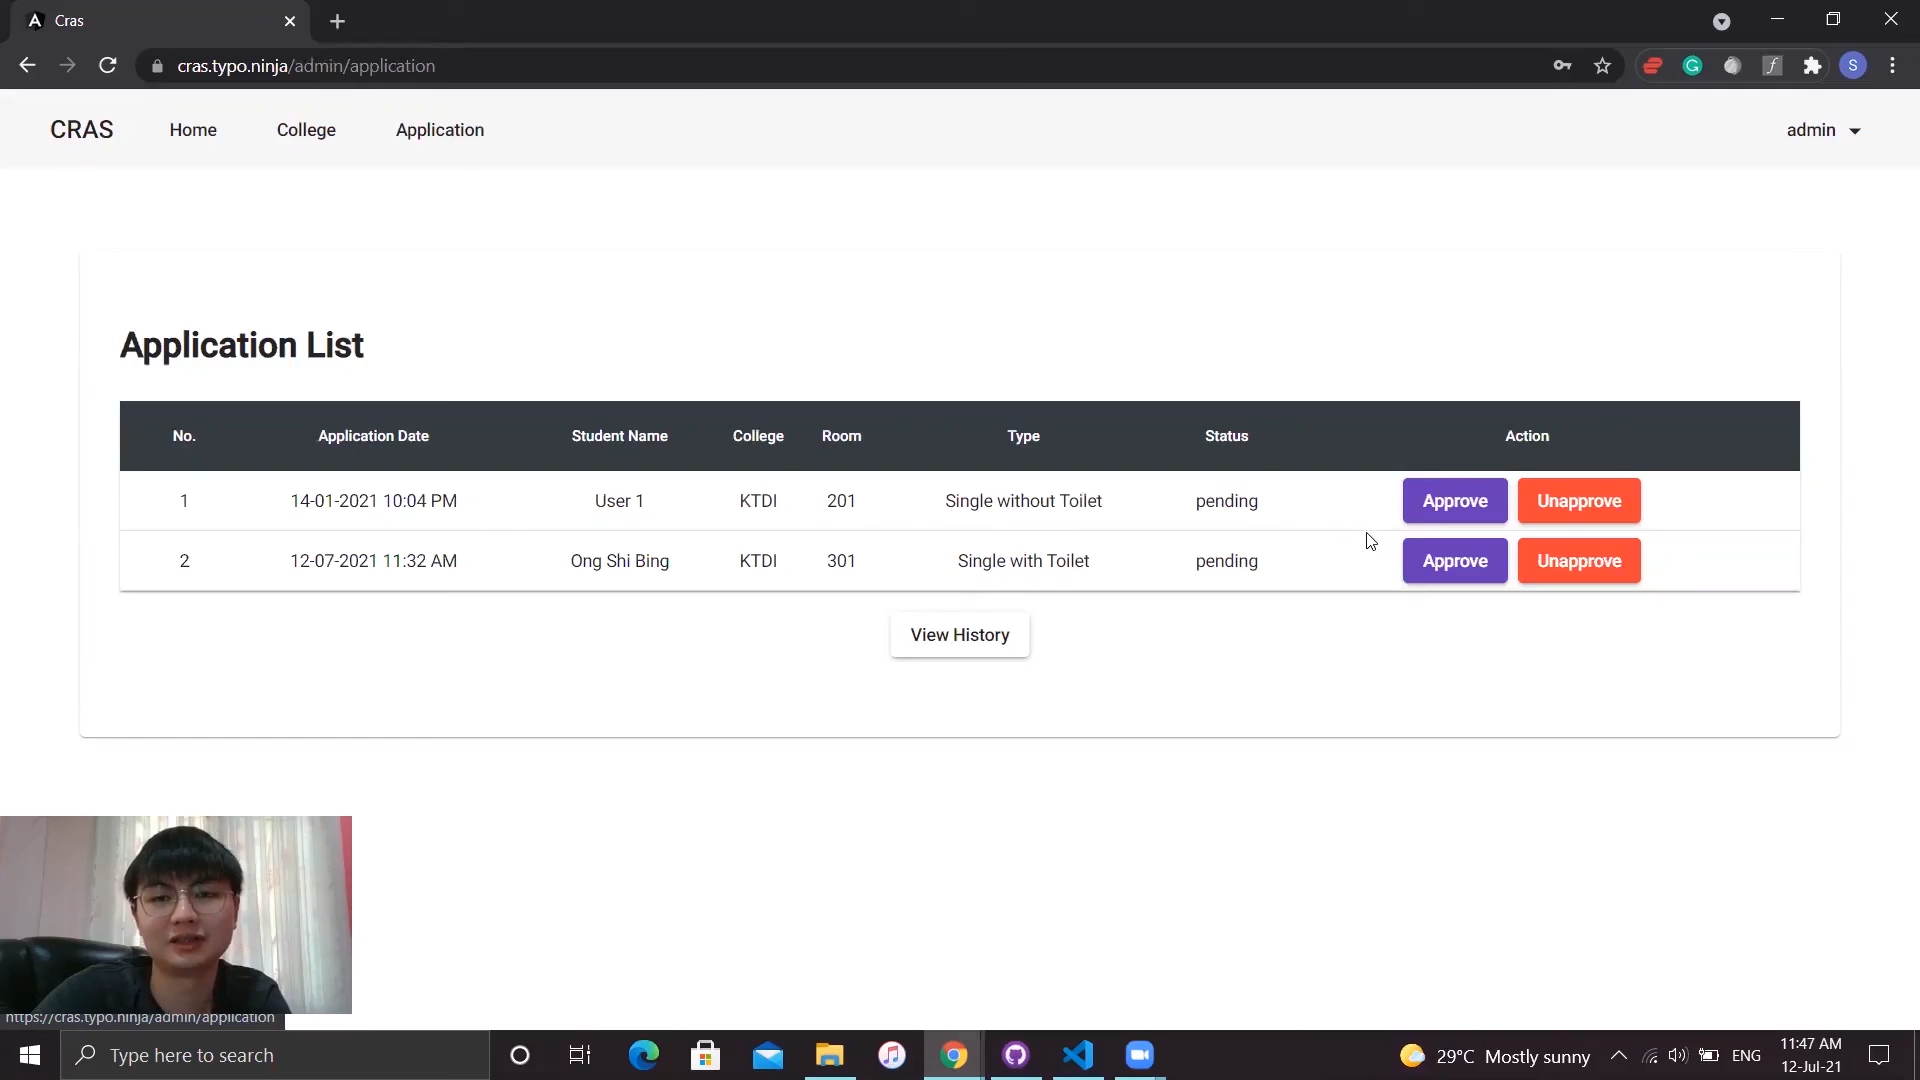 Cras
cras.typo.ninja/admin/application
S
CRAS Home College Application admin
Application List
No. Application Date Student Name College Room Type Status Action
1 14-01-2021 10:04 PM User 1 KTDI 201 Single without Toilet pending Approve Unapprove
2 12-07-2021 11:32 AM Ong Shi Bing KTDI 301 Single with Toilet pending Approve Unapprove
View History
https://cras.typo.ninja/admin/application
Type here to search
29°C Mostly sunny
ENG
11:47 AM
12-Jul-21